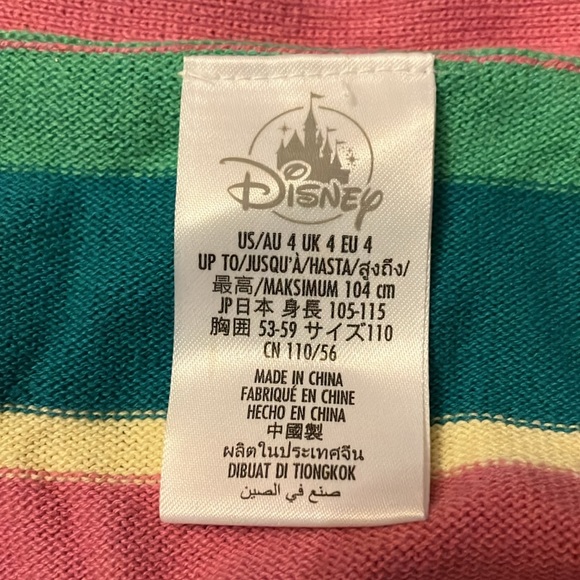 Disney
US/AU 4 UK 4 EU 4
UP TO/JUSQU'À/HASTA/สูงถึง/
最高/MAKSIMUM 104 cm
JP日本 身長 105-115
胸囲 53-59 サイズ110
CN 110/56
MADE IN CHINA
FABRIQUÉ EN CHINE
HECHO EN CHINA
中國製
ผลิตในประเทศจีน
DIBUAT DI TIONGKOK
صنع في الصين